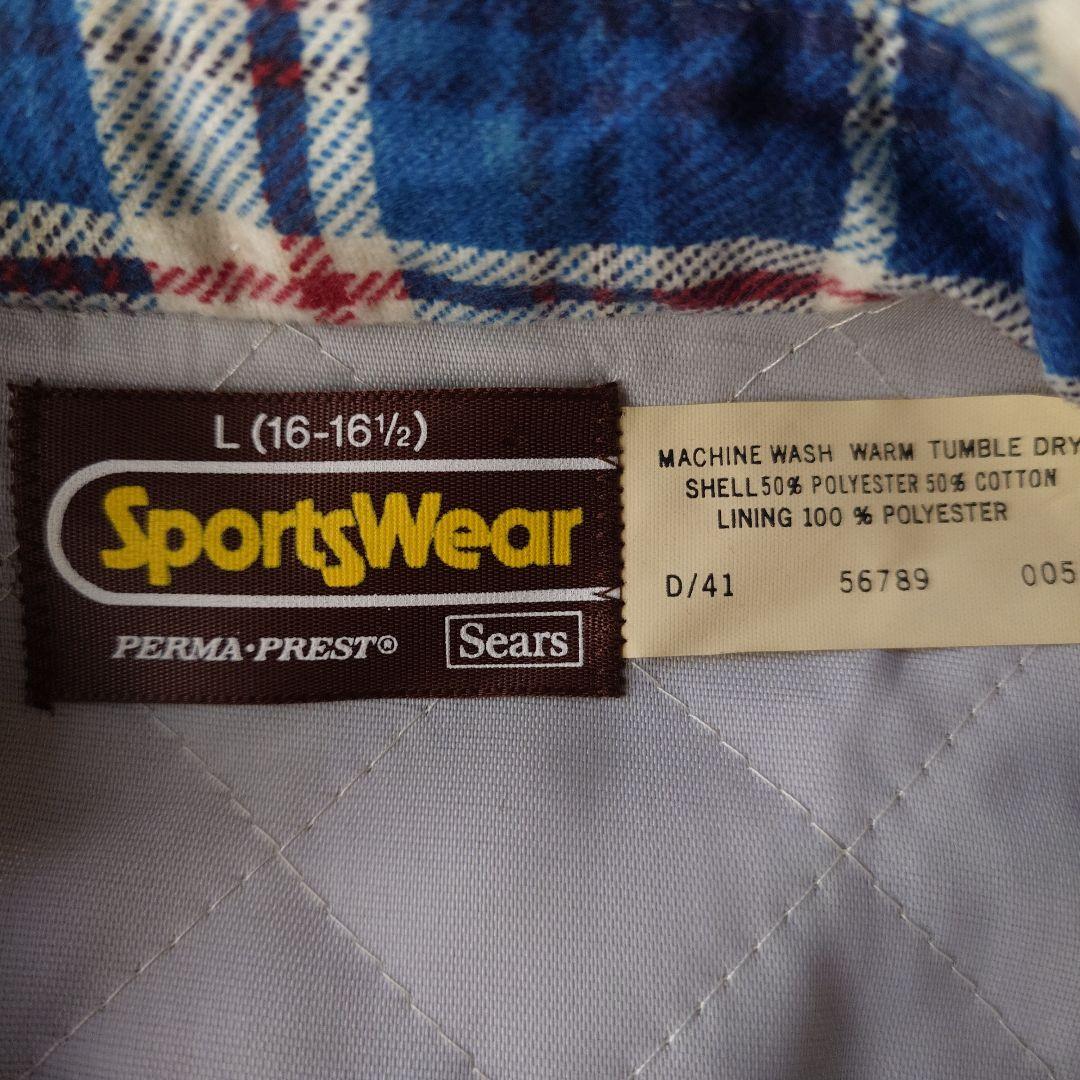 L (16-16½)
SportsWear
PERMA·PREST® Sears
MACHINE WASH WARM TUMBLE DRY
SHELL 50% POLYESTER 50% COTTON
LINING 100 % POLYESTER
D/41 56789 005